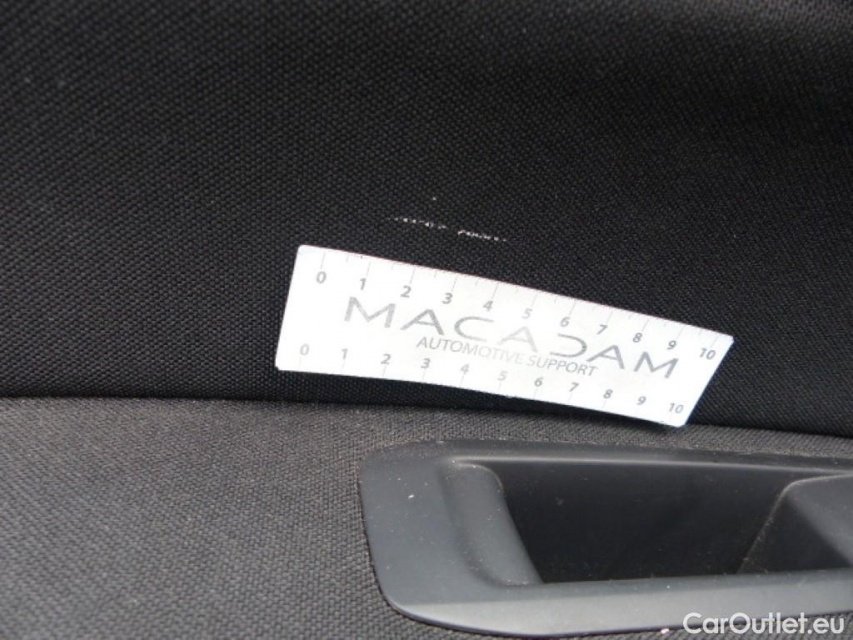 0 1 2 3 4 5 6 7 8 9 10
MACADAM
AUTOMOTIVE SUPPORT
0 1 2 3 4 5 6 7 8 9 10
CarOutlet.eu